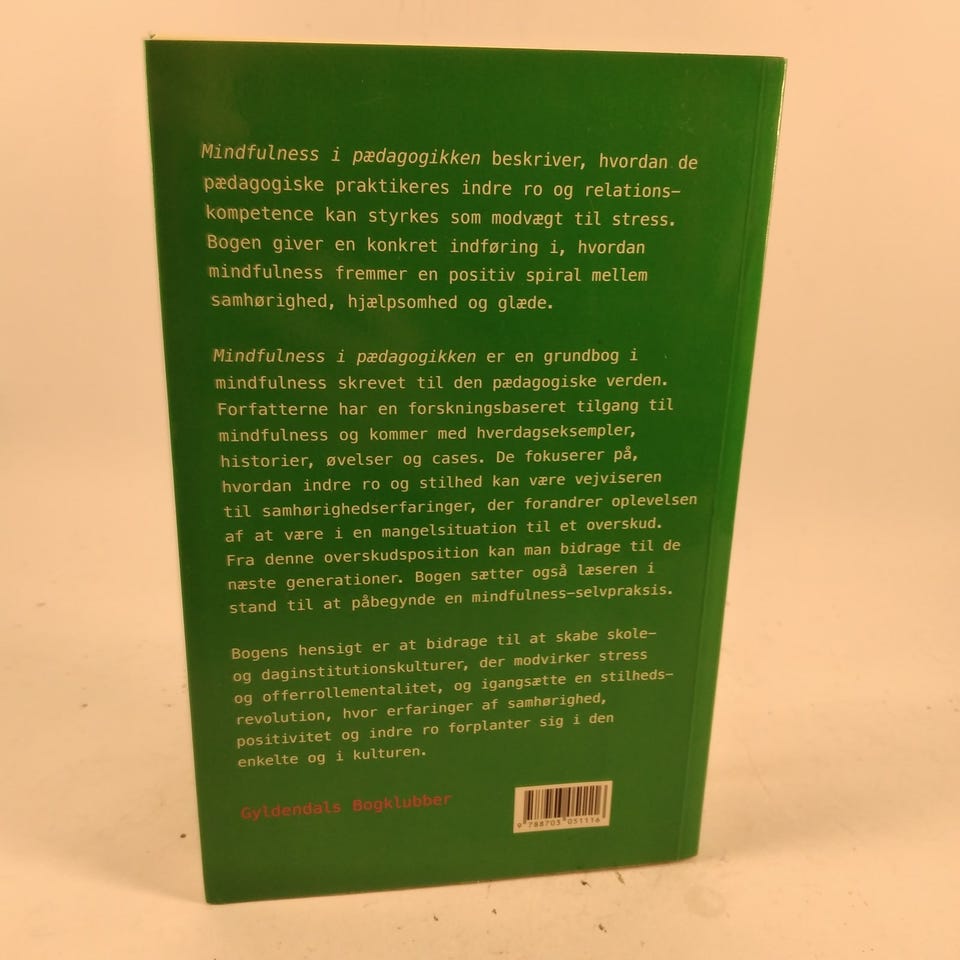 Mindfulness i pædagogikken beskriver, hvordan de
pædagogiske praktikeres indre ro og relations-
kompetence kan styrkes som modvægt til stress.
Bogen giver en konkret indføring i, hvordan
mindfulness fremmer en positiv spiral mellem
samhørighed, hjælpsomhed og glæde.
Mindfulness i pædagogikken er en grundbog i
mindfulness skrevet til den pædagogiske verden.
Forfatterne har en forskningsbaseret tilgang til
mindfulness og kommer med hverdagseksempler,
historier, øvelser og cases. De fokuserer på,
hvordan indre ro og stilhed kan være vejviseren
til samhørighedserfaringer, der forandrer oplevelsen
af at være i en mangelsituation til et overskud.
Fra denne overskudsposition kan man bidrage til de
næste generationer. Bogen sætter også læseren i
stand til at påbegynde en mindfulness-selvpraksis.
Bogens hensigt er at bidrage til at skabe skole-
og daginstitutionskulturer, der modvirker stress
og offerrollementalitet, og igangsætte en stilheds-
revolution, hvor erfaringer af samhørighed,
positivitet og indre ro forplanter sig i den
enkelte og i kulturen.
Gyldendals Bogklubber
9 788703 051116